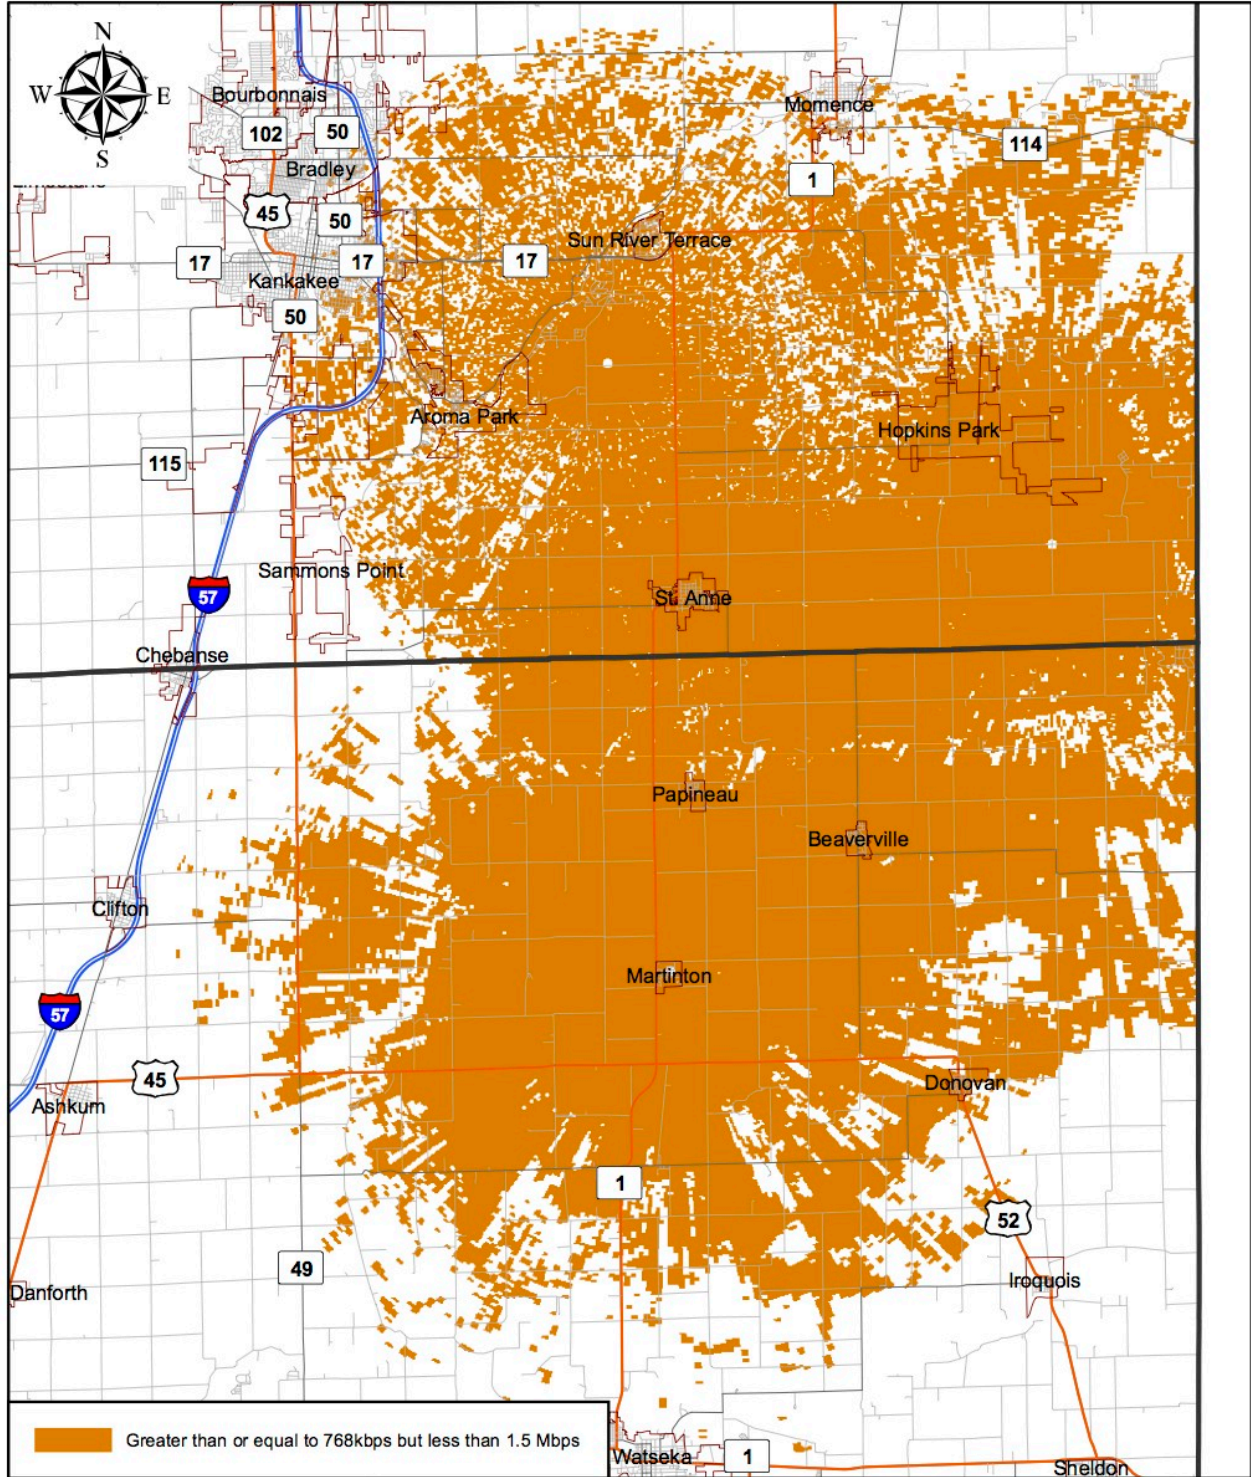 N
W E
S
Bourbonnais
Momence
102
50
114
Bradley
1
45
50
Sun River Terrace
17
17
17
Kankakee
50
Aroma Park
Hopkins Park
115
Sammons Point
57
St. Anne
Chebanse
Papineau
Beaverville
Clifton
Martinton
57
45
Donovan
Ashkum
1
52
49
Iroquois
Danforth
Greater than or equal to 768kbps but less than 1.5 Mbps
Watseka
1
Sheldon